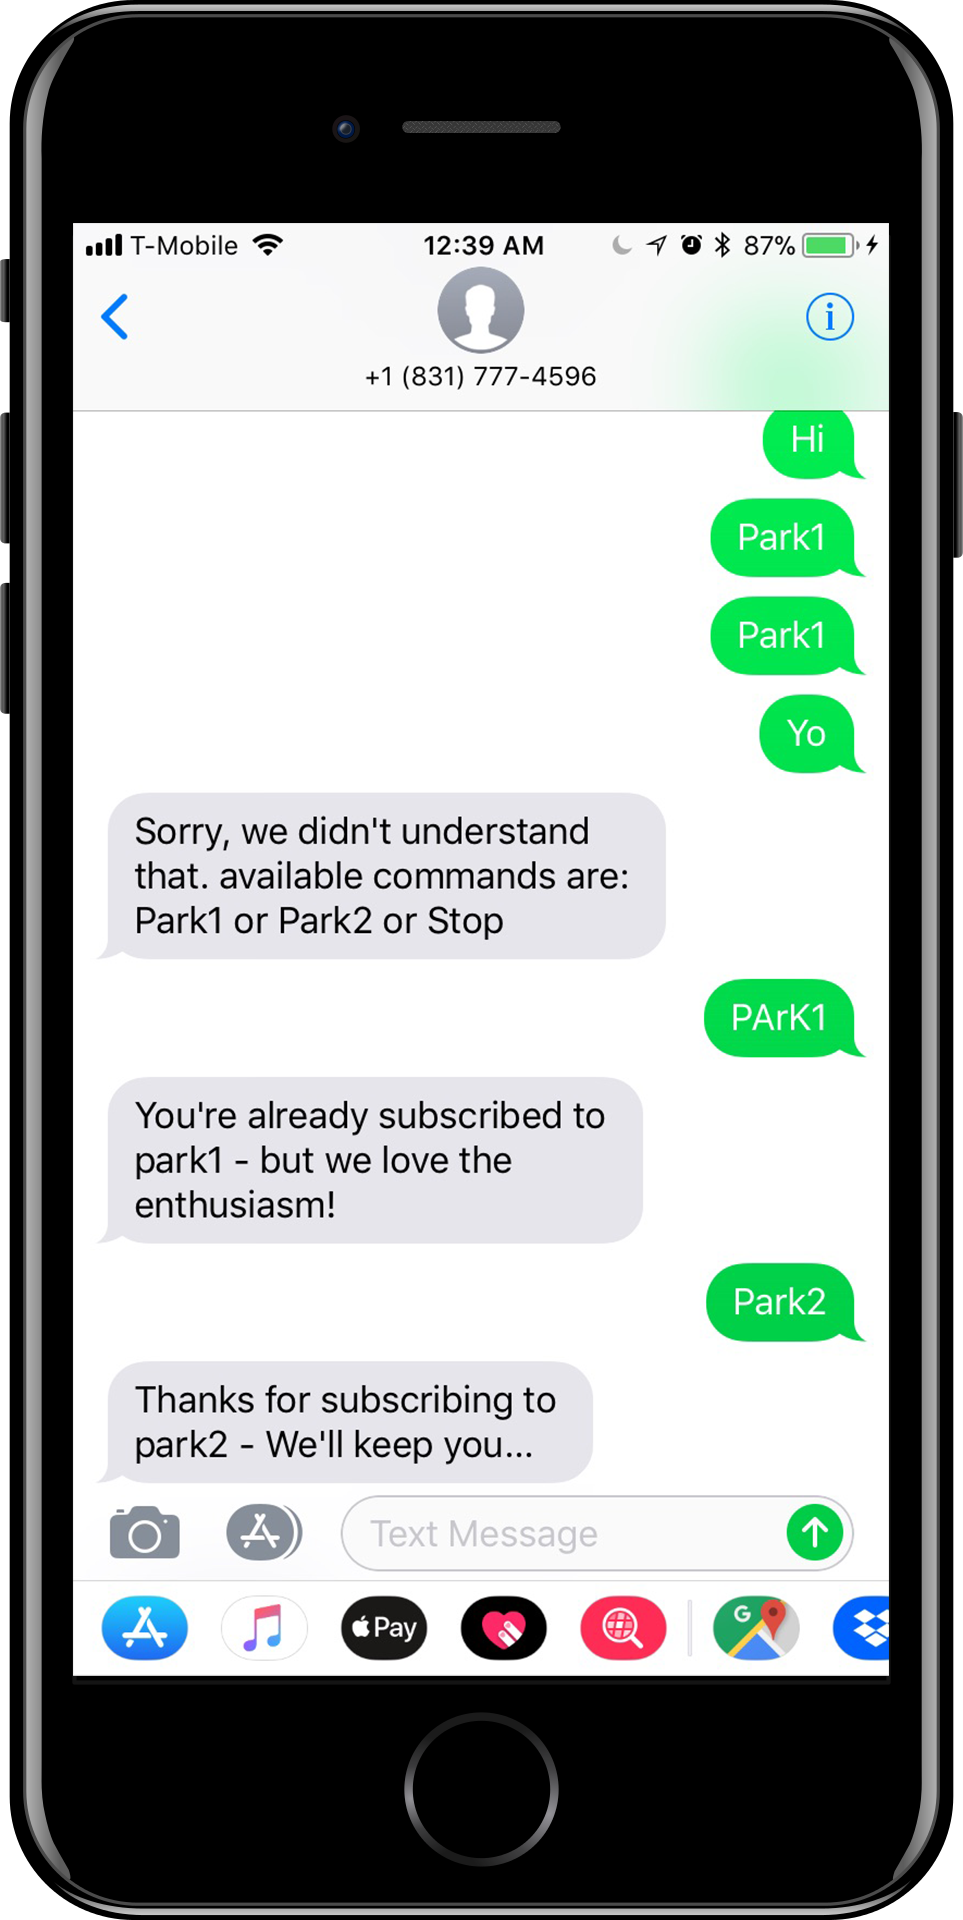 T-Mobile 12:39 AM 87%
+1 (831) 777-4596
Hi
Park1
Park1
Yo
Sorry, we didn't understand
that. available commands are:
Park1 or Park2 or Stop
PArK1
You're already subscribed to
park1 - but we love the
enthusiasm!
Park2
Thanks for subscribing to
park2 - We'll keep you...
Text Message
Pay
G